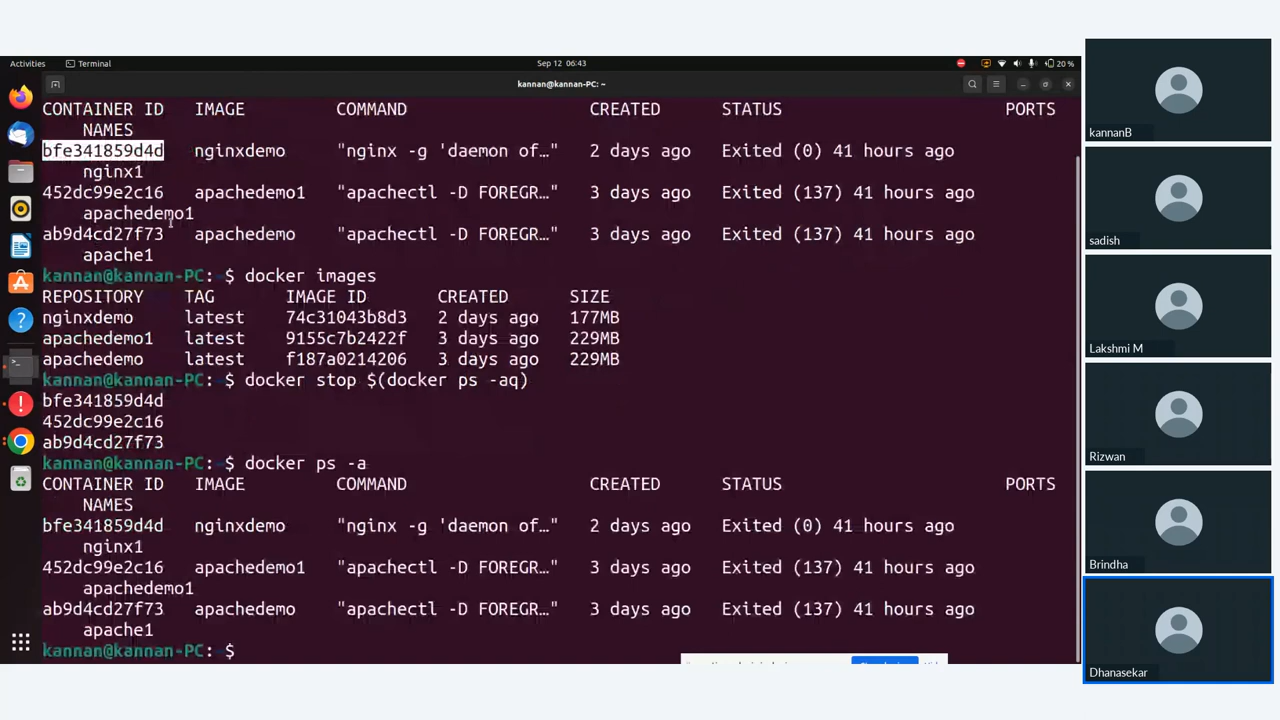 Activities Terminal Sep 12 06:43 20 %
kannan@kannan-PC: ~
CONTAINER ID IMAGE COMMAND CREATED STATUS PORTS
NAMES
bfe341859d4d nginxdemo "nginx -g 'daemon of…" 2 days ago Exited (0) 41 hours ago
nginx1
452dc99e2c16 apachedemo1 "apachectl -D FOREGR…" 3 days ago Exited (137) 41 hours ago
apachedemo1
ab9d4cd27f73 apachedemo "apachectl -D FOREGR…" 3 days ago Exited (137) 41 hours ago
apache1
kannan@kannan-PC:~$ docker images
REPOSITORY TAG IMAGE ID CREATED SIZE
nginxdemo latest 74c31043b8d3 2 days ago 177MB
apachedemo1 latest 9155c7b2422f 3 days ago 229MB
apachedemo latest f187a0214206 3 days ago 229MB
kannan@kannan-PC:~$ docker stop $(docker ps -aq)
bfe341859d4d
452dc99e2c16
ab9d4cd27f73
kannan@kannan-PC:~$ docker ps -a
CONTAINER ID IMAGE COMMAND CREATED STATUS PORTS
NAMES
bfe341859d4d nginxdemo "nginx -g 'daemon of…" 2 days ago Exited (0) 41 hours ago
nginx1
452dc99e2c16 apachedemo1 "apachectl -D FOREGR…" 3 days ago Exited (137) 41 hours ago
apachedemo1
ab9d4cd27f73 apachedemo "apachectl -D FOREGR…" 3 days ago Exited (137) 41 hours ago
apache1
kannan@kannan-PC:~$
kannanB
sadish
Lakshmi M
Rizwan
Brindha
Dhanasekar